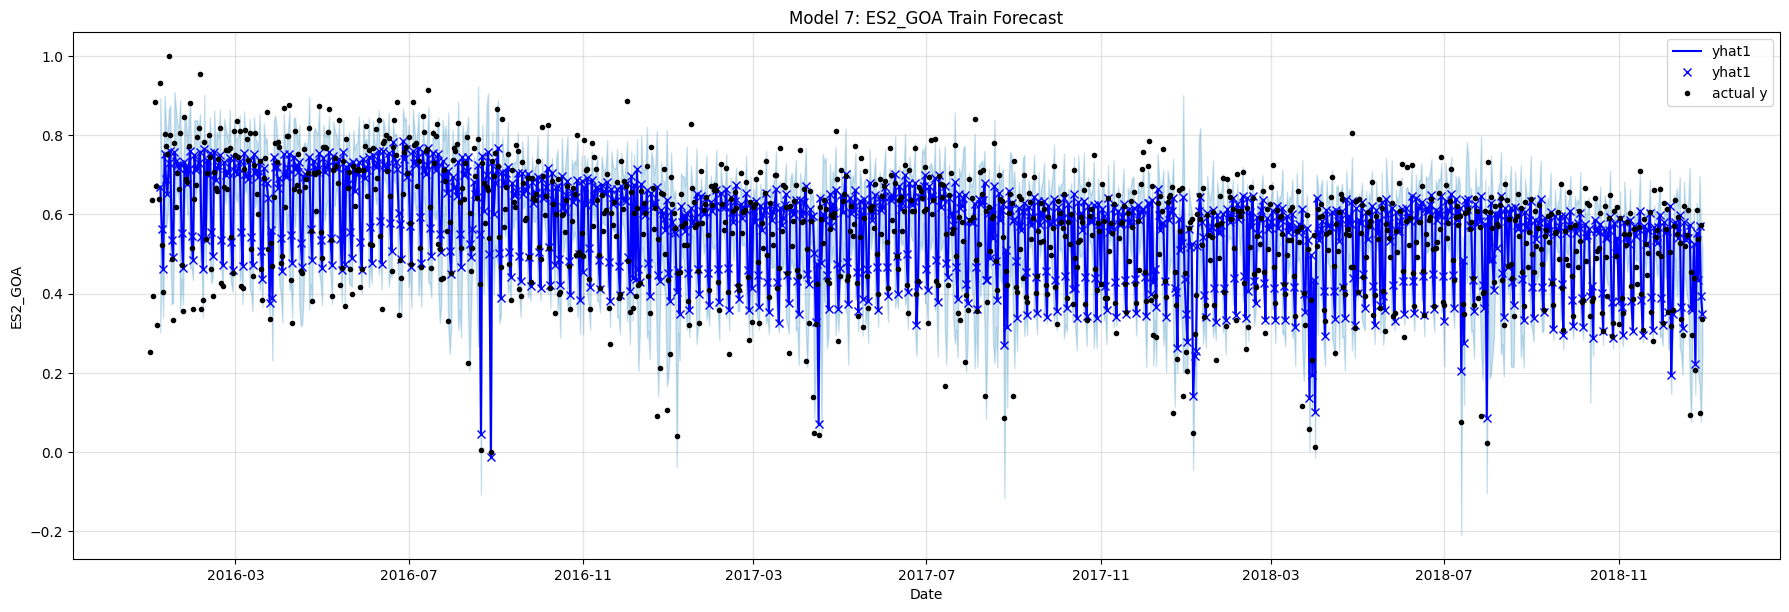 Model 7: ES2_GOA Train Forecast
yhat1
yhat1
actual y
1.0
0.8
0.6
0.4
0.2
0.0
−0.2
ES2_GOA
2016-03
2016-07
2016-11
2017-03
2017-07
2017-11
2018-03
2018-07
2018-11
Date